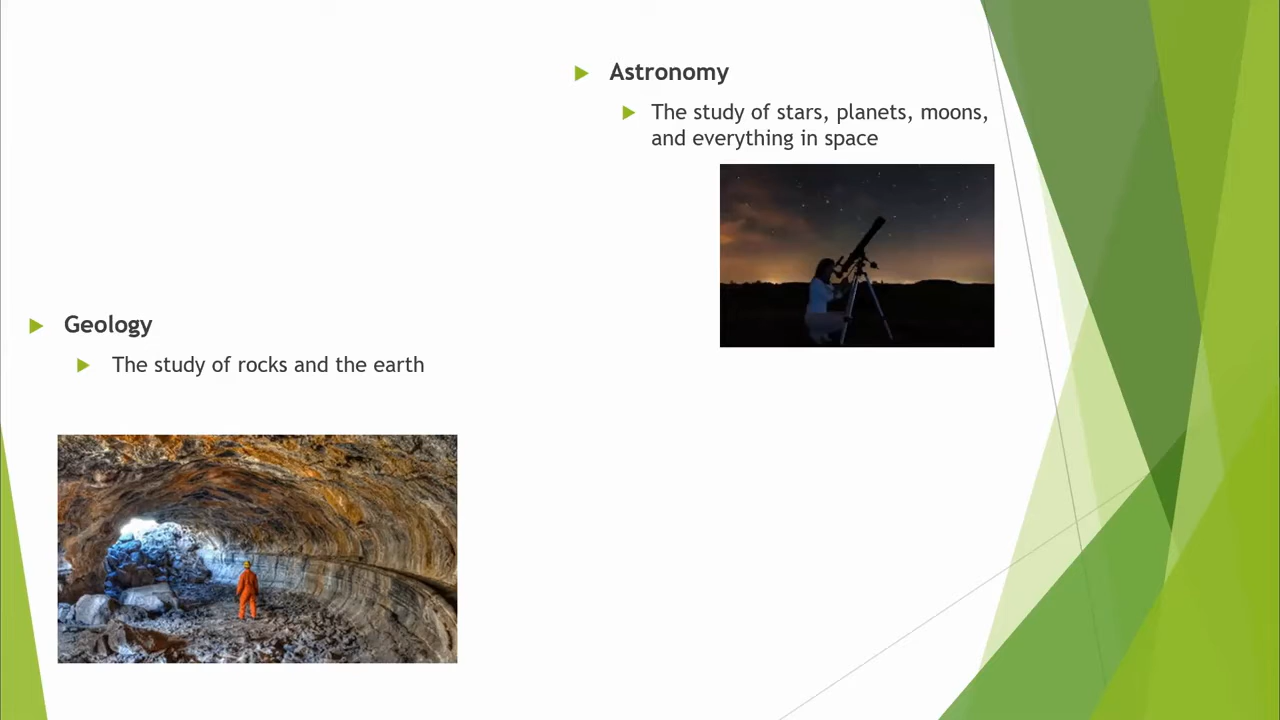 Astronomy
The study of stars, planets, moons,
and everything in space
Geology
The study of rocks and the earth